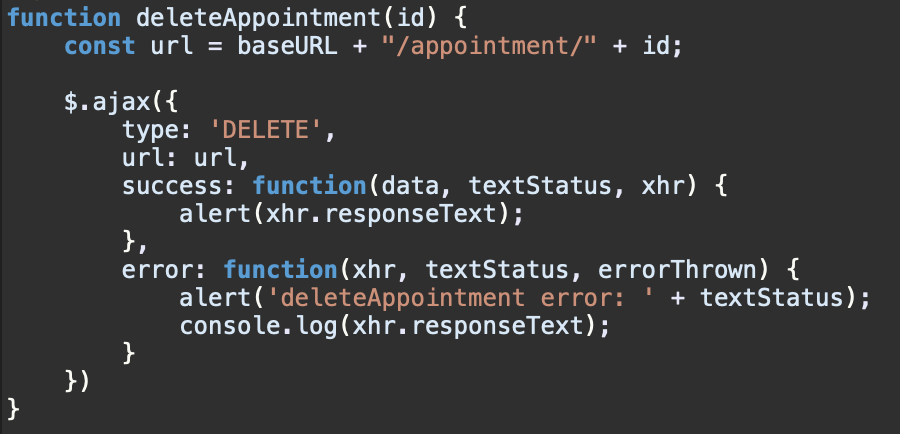 function deleteAppointment(id) {
    const url = baseURL + "/appointment/" + id;

    $.ajax({
        type: 'DELETE',
        url: url,
        success: function(data, textStatus, xhr) {
            alert(xhr.responseText);
        },
        error: function(xhr, textStatus, errorThrown) {
            alert('deleteAppointment error: ' + textStatus);
            console.log(xhr.responseText);
        }
    })
}